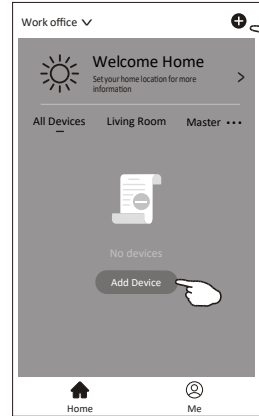 Work office
Welcome Home
Set your home location for more
information
All Devices Living Room Master
No devices
Add Device
Home Me